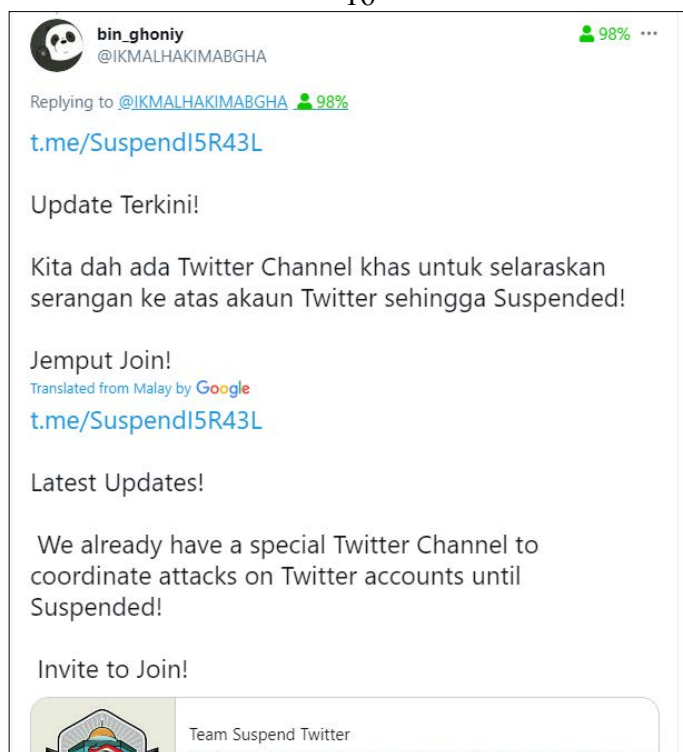 bin_ghoniy
98%
@IKMALHAKIMABGHA
Replying to @IKMALHAKIMABGHA 98%
t.me/SuspendI5R43L
Update Terkini!
Kita dah ada Twitter Channel khas untuk selaraskan
serangan ke atas akaun Twitter sehingga Suspended!
Jemput Join!
Translated from Malay by Google
t.me/SuspendI5R43L
Latest Updates!
We already have a special Twitter Channel to
coordinate attacks on Twitter accounts until
Suspended!
Invite to Join!
Team Suspend Twitter